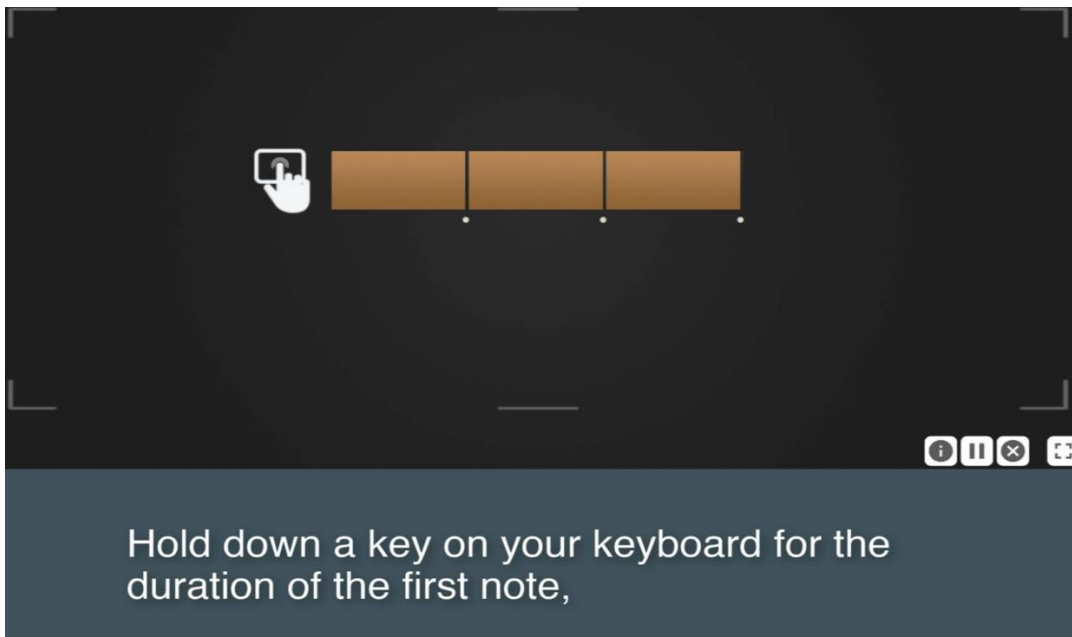 Hold down a key on your keyboard for the
duration of the first note,